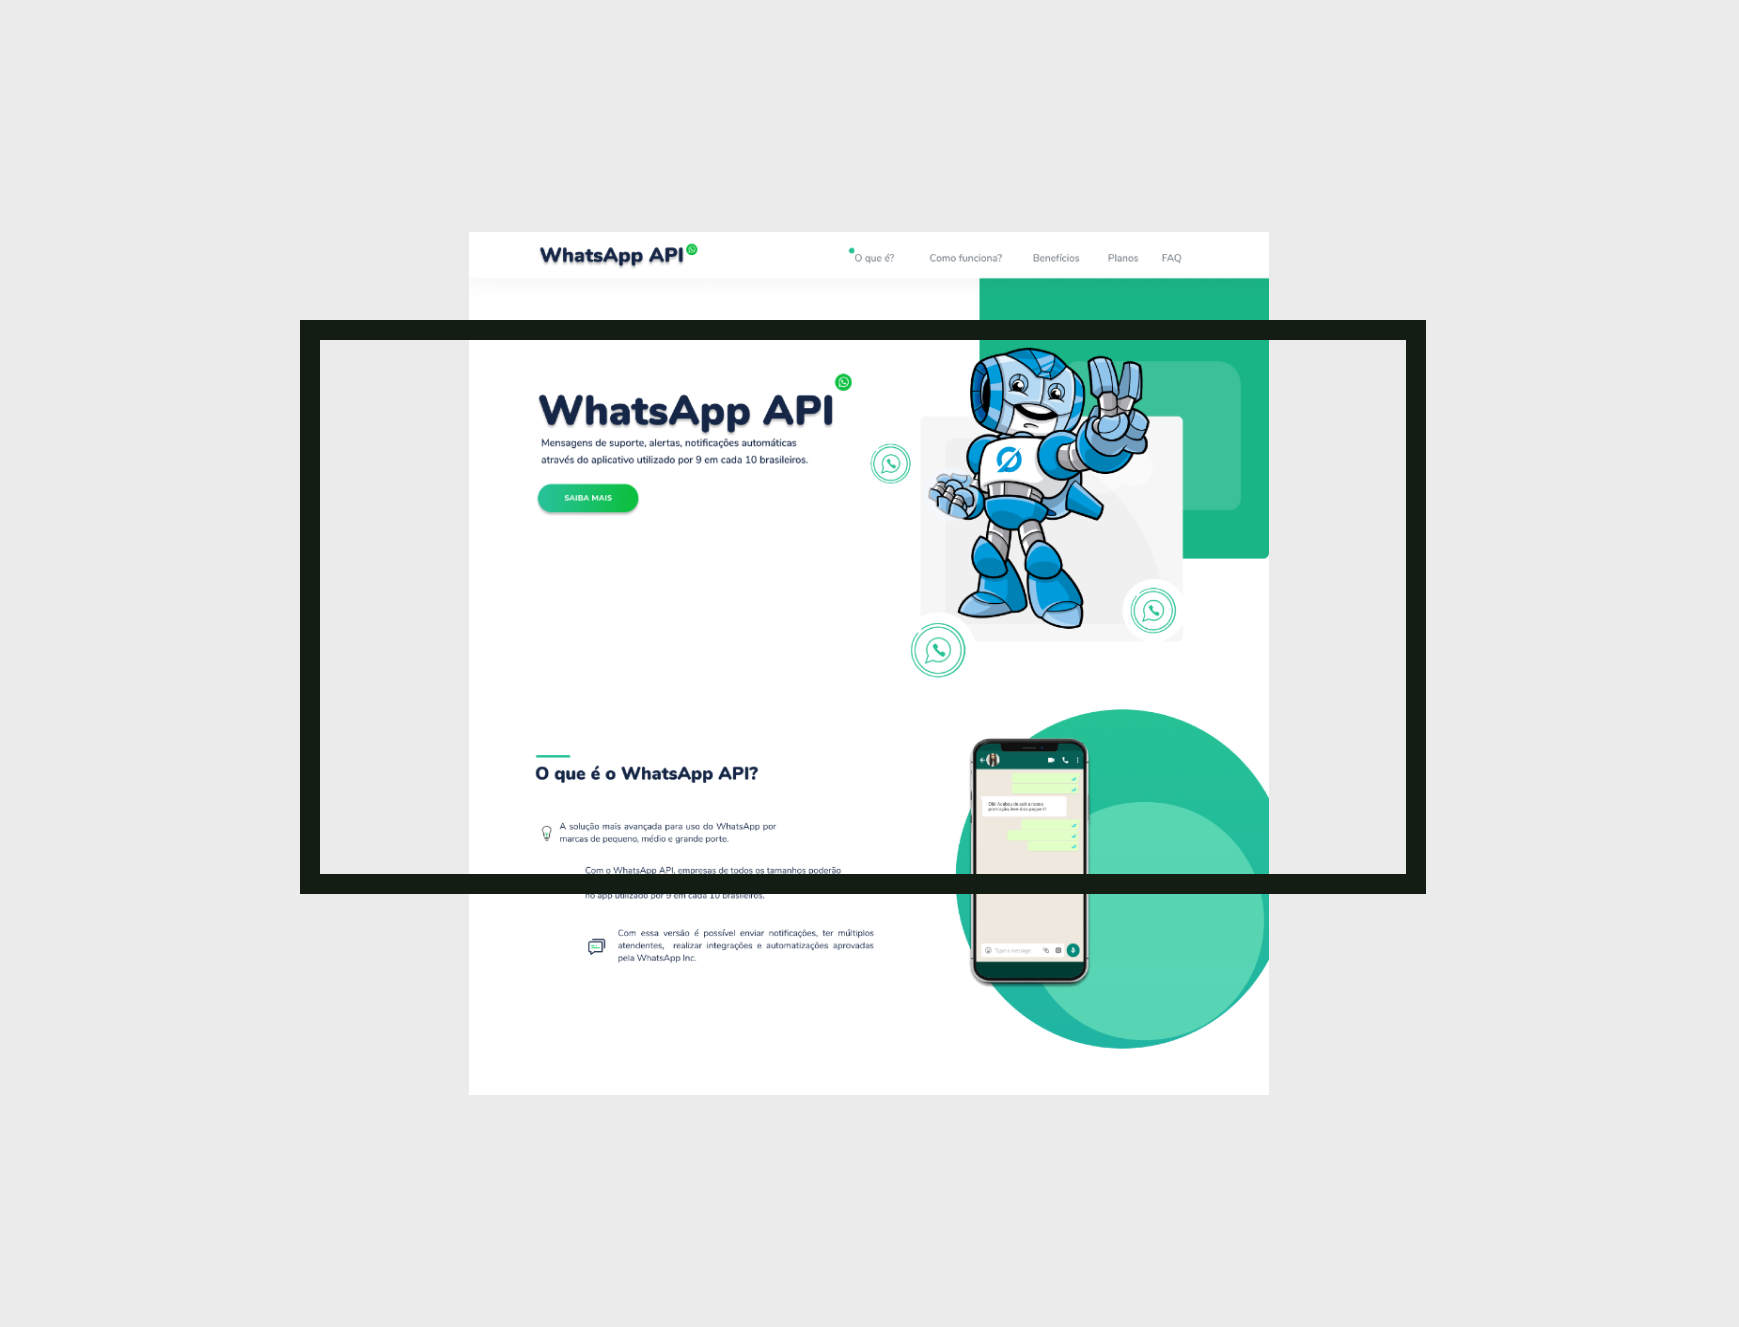 WhatsApp API
O que é?
Como funciona?
Benefícios
Planos
FAQ
WhatsApp API
Mensagens de suporte, alertas, notificações automáticas
através do aplicativo utilizado por 9 em cada 10 brasileiros.
SAIBA MAIS
O que é o WhatsApp API?
A solução mais avançada para uso do WhatsApp por
marcas de pequeno, médio e grande porte.
Com o WhatsApp API, empresas de todos os tamanhos poderão
no app utilizado por 9 em cada 10 brasileiros.
Com essa versão é possível enviar notificações, ter múltiplos
atendentes, realizar integrações e automatizações aprovadas
pela WhatsApp Inc.
Type a message